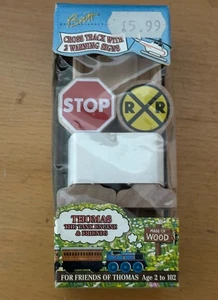 £5.99
CROSS TRACK WITH
2 WARNING SIGNS
STOP
R R
THOMAS
THE TANK ENGINE
& FRIENDS
MADE OF
WOOD
FOR FRIENDS OF THOMAS Age 2 to 102